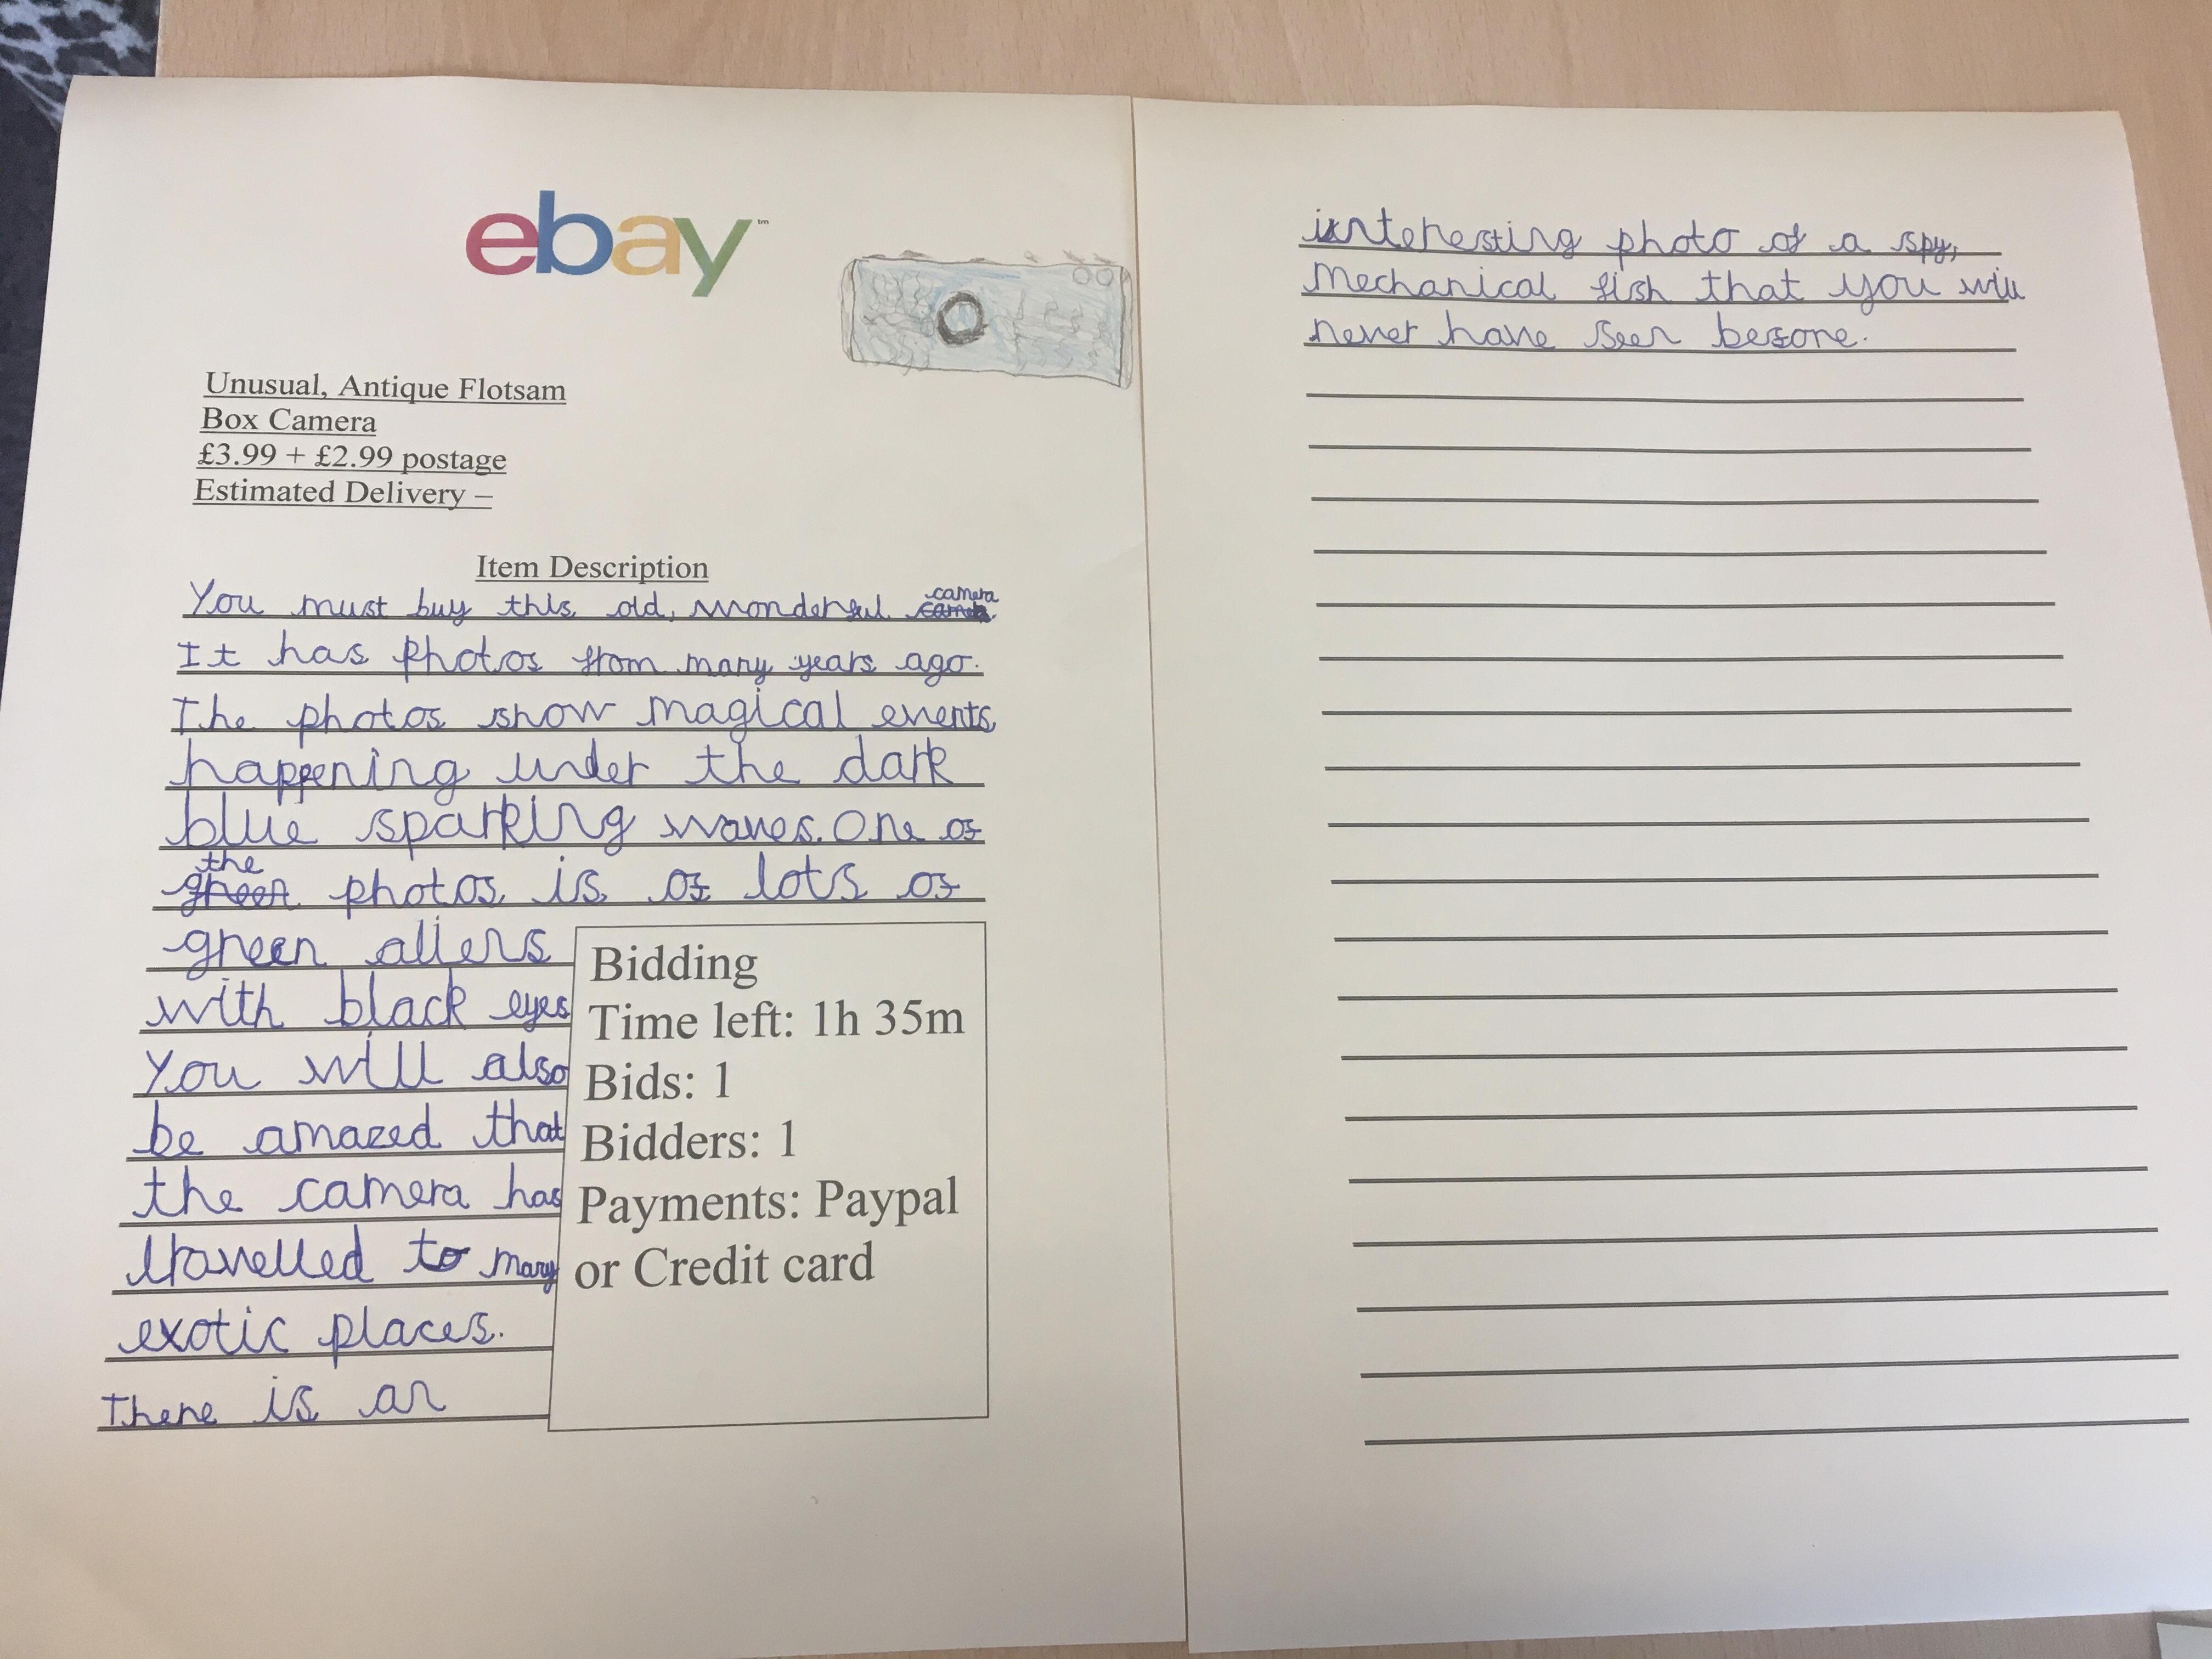 ebay™
Unusual, Antique Flotsam
Box Camera
£3.99 + £2.99 postage
Estimated Delivery –
Item Description
You must buy this old, wonderful camera
It has photos from many years ago.
The photos show magical events
happening under the dark
blue sparking waves. One of
the
green photos is of lots of
green aliens
with black eyes
You will also
be amazed that
the camera has
travelled to many
exotic places.
There is an
Bidding
Time left: 1h 35m
Bids: 1
Bidders: 1
Payments: Paypal
or Credit card
interesting photo of a spy,
mechanical fish that you will
never have seen before.